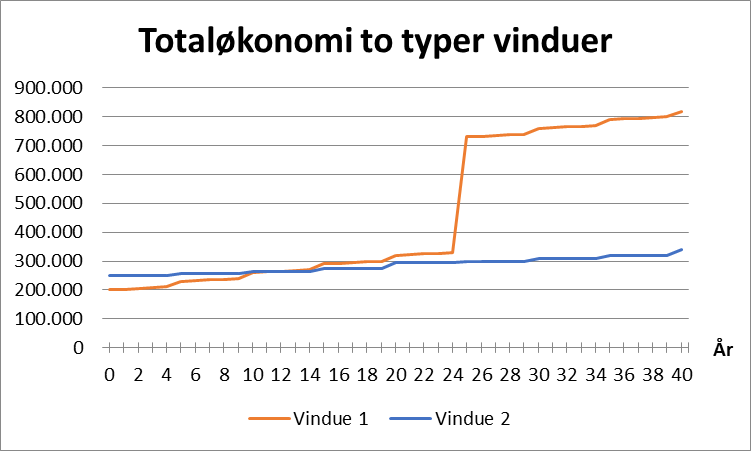 Totaløkonomi to typer vinduer
900.000
800.000
700.000
600.000
500.000
400.000
300.000
200.000
100.000
0
År
0 2 4 6 8 10 12 14 16 18 20 22 24 26 28 30 32 34 36 38 40
Vindue 1 Vindue 2